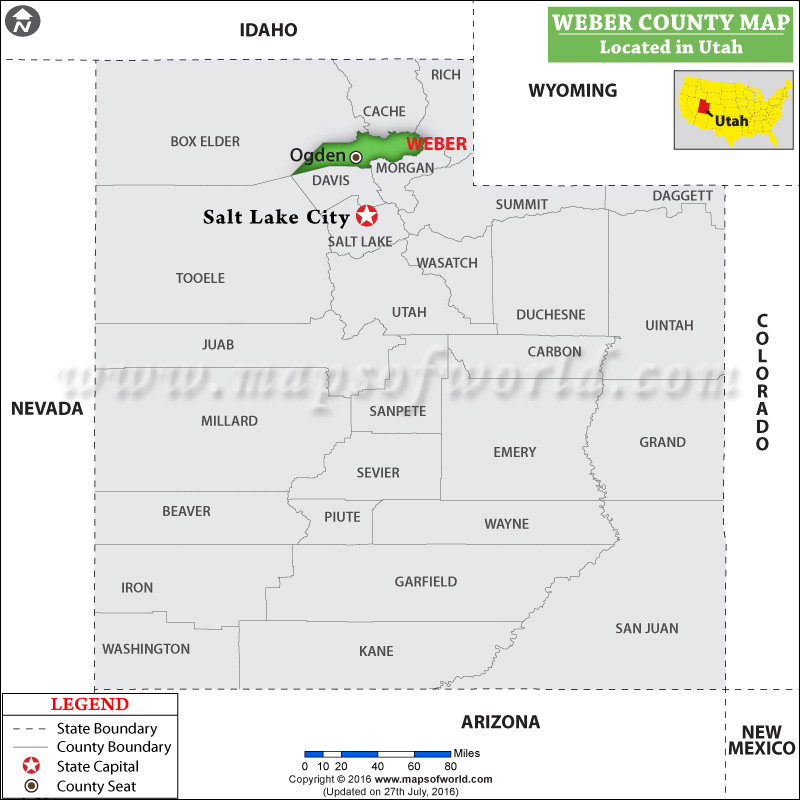 N
WEBER COUNTY MAP
Located in Utah
IDAHO
RICH
WYOMING
CACHE
Utah
BOX ELDER
WEBER
Ogden
MORGAN
DAVIS
DAGGETT
SUMMIT
Salt Lake City
SALT LAKE
WASATCH
TOOELE
UTAH
DUCHESNE
UINTAH
COLORADO
JUAB
CARBON
www.mapsofworld.com
NEVADA
SANPETE
MILLARD
GRAND
EMERY
SEVIER
BEAVER
PIUTE
WAYNE
IRON
GARFIELD
SAN JUAN
WASHINGTON
KANE
LEGEND
State Boundary
County Boundary
State Capital
County Seat
ARIZONA
NEW
MEXICO
Miles
0 10 20 40 60 80
Copyright © 2016 www.mapsofworld.com
(Updated on 27th July, 2016)